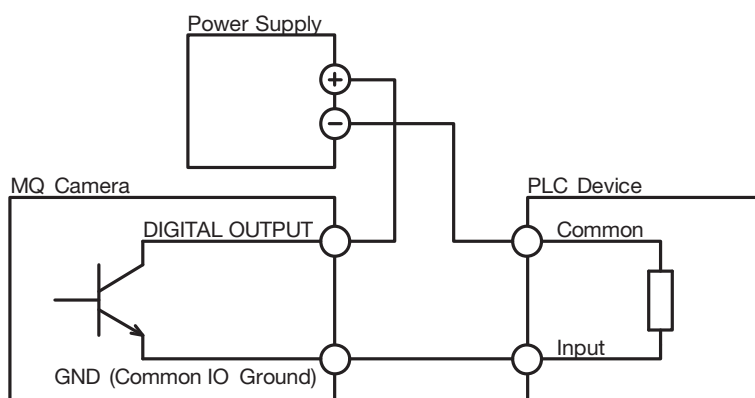 Power Supply
+
−
MQ Camera
PLC Device
DIGITAL OUTPUT
Common
Input
GND (Common IO Ground)